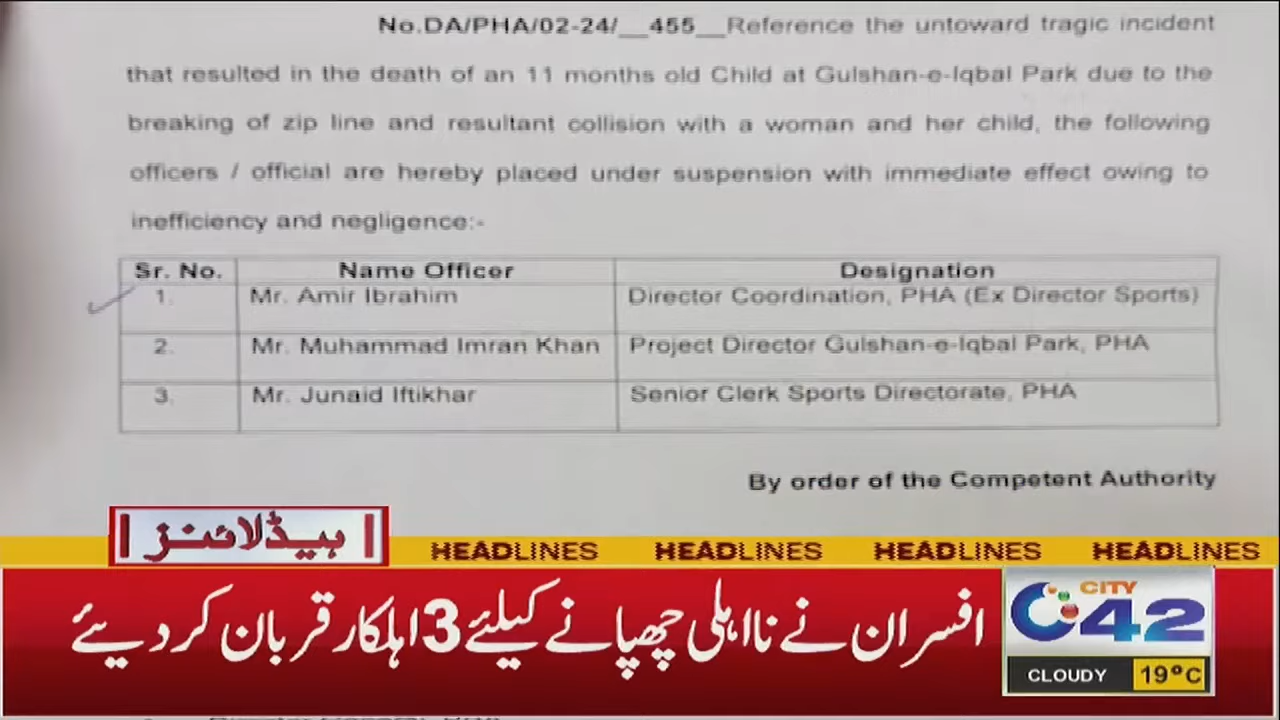 No.DA/PHA/02-24/__455__Reference the untoward tragic incident
that resulted in the death of an 11 months old Child at Gulshan-e-Iqbal Park due to the
breaking of zip line and resultant collision with a woman and her child, the following
officers / official are hereby placed under suspension with immediate effect owing to
inefficiency and negligence:-
Sr. No. Name Officer Designation
1. Mr. Amir Ibrahim Director Coordination, PHA (Ex Director Sports)
2. Mr. Muhammad Imran Khan Project Director Gulshan-e-Iqbal Park, PHA
3. Mr. Junaid Iftikhar Senior Clerk Sports Directorate, PHA
By order of the Competent Authority
ہیڈلائنز
HEADLINES HEADLINES HEADLINES HEADLINES
افسران نے نااہلی چھپانے کیلئے 3 اہلکار قربان کر دیئے
CITY
42
CLOUDY 19°C